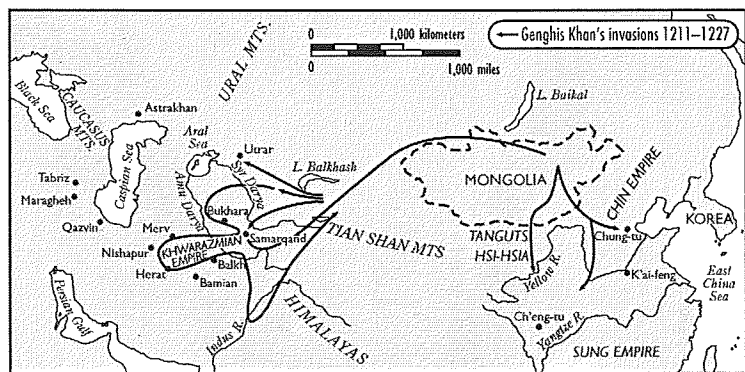 0 1,000 kilometers
0 1,000 miles
Genghis Khan's invasions 1211–1227
URAL MTS.
L. Baikal
Black Sea
CAUCASUS MTS.
Astrakhan
Aral Sea
Utrar
Caspian Sea
Syr Darya
L. Balkhash
MONGOLIA
CHIN EMPIRE
KOREA
Tabriz
Maragheh
Amu Darya
Bukhara
Qazvin
Merv
Samarqand
TIAN SHAN MTS
TANGUTS
HSI-HSIA
Chung-tu
Nishapur
KHWARAZMIAN
EMPIRE
Herat
Balkh
Bamian
Yellow R.
K'ai-feng
East
China
Sea
Persian Gulf
Indus R.
HIMALAYAS
Ch'eng-tu
Yangtze R.
SUNG EMPIRE